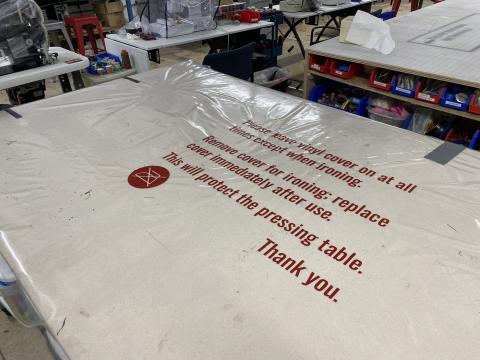 Please leave vinyl cover on at all
times except when ironing.
Remove cover for ironing; replace
cover immediately after use.
This will protect the pressing table.
Thank you.